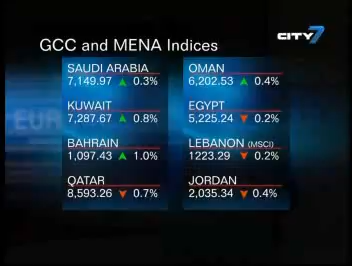 CITY7
GCC and MENA Indices
SAUDI ARABIA
7,149.97 ▲ 0.3%
KUWAIT
7,287.67 ▲ 0.8%
BAHRAIN
1,097.43 ▲ 1.0%
QATAR
8,593.26 ▼ 0.7%
OMAN
6,202.53 ▲ 0.4%
EGYPT
5,225.24 ▼ 0.2%
LEBANON (MSCI)
1223.29 ▼ 0.2%
JORDAN
2,035.34 ▼ 0.4%